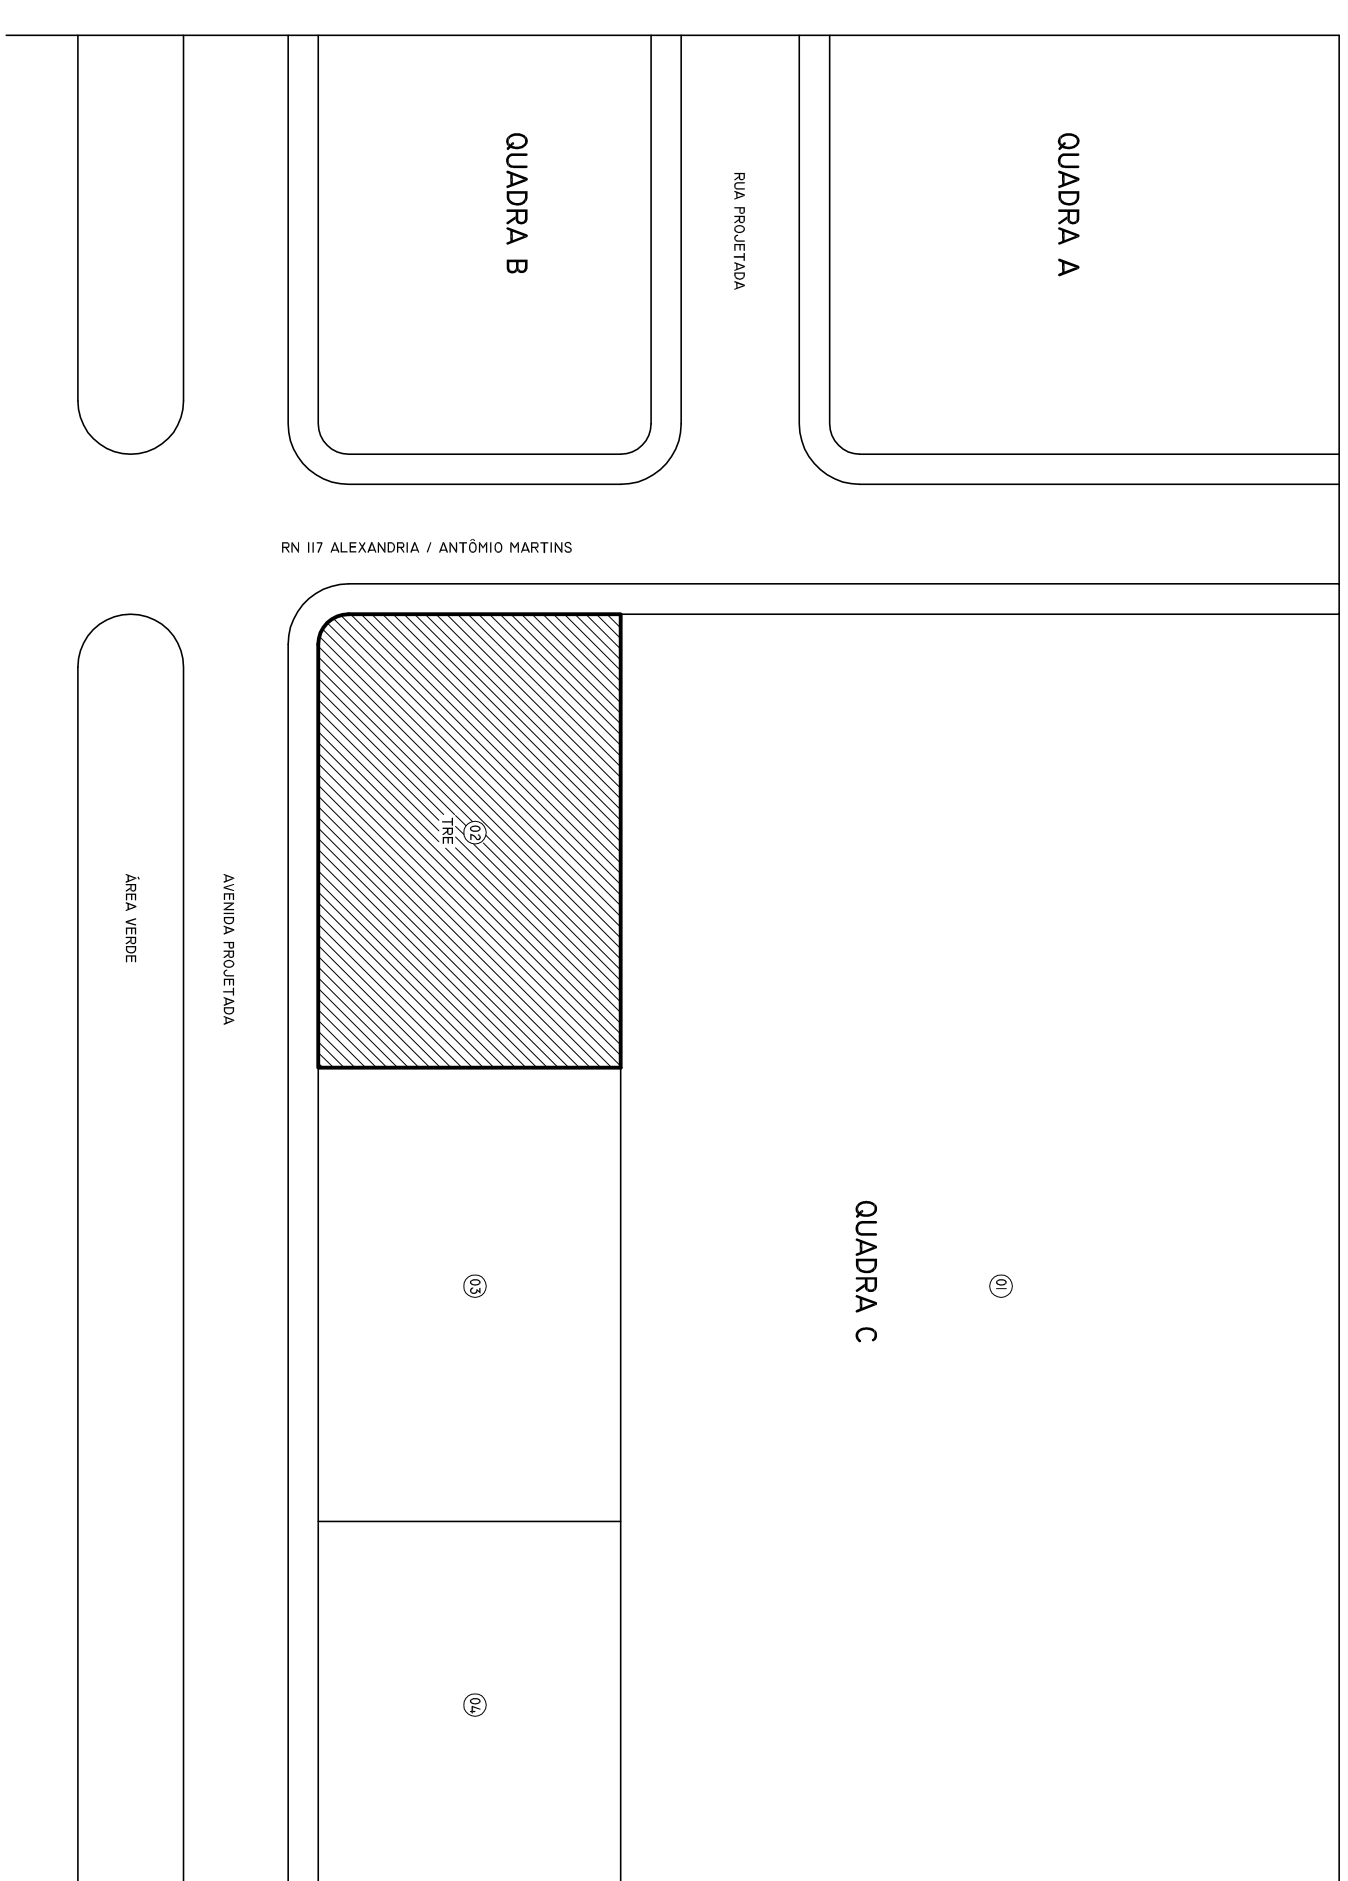 QUADRA A
RUA PROJETADA
QUADRA B
RN 117 ALEXANDRIA / ANTÔMIO MARTINS
02
TRE
ÁREA VERDE
AVENIDA PROJETADA
QUADRA C
01
03
04